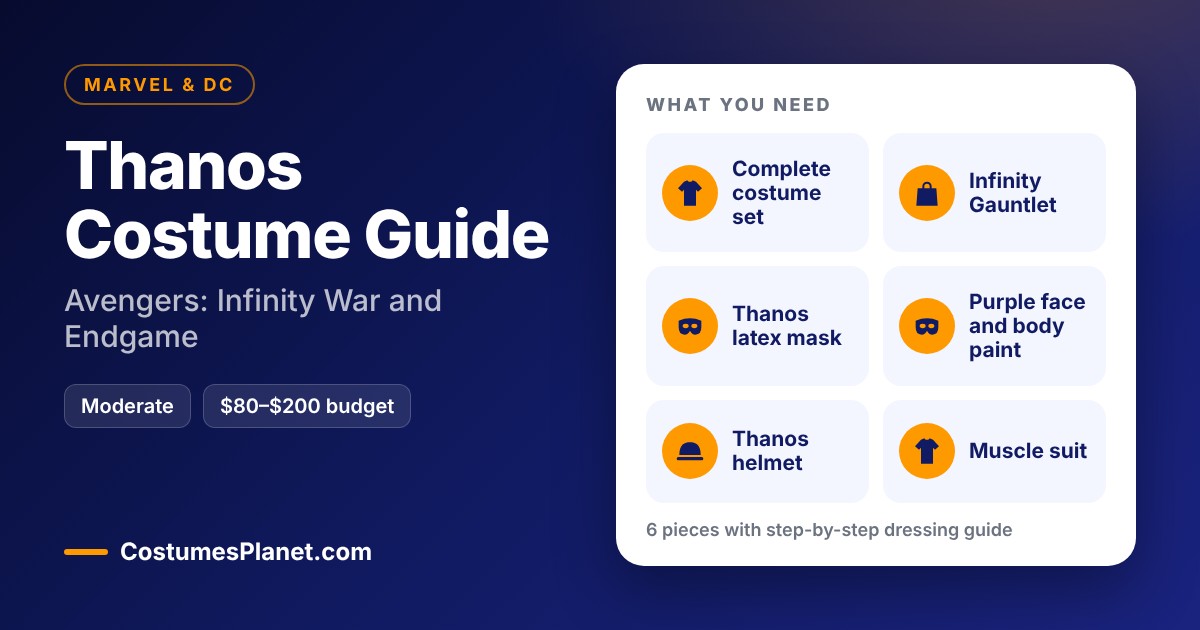 MARVEL & DC
Thanos
Costume Guide
Avengers: Infinity War and
Endgame
Moderate
$80–$200 budget
CostumesPlanet.com
WHAT YOU NEED
Complete
costume
set
Infinity
Gauntlet
Thanos
latex mask
Purple face
and body
paint
Thanos
helmet
Muscle suit
6 pieces with step-by-step dressing guide